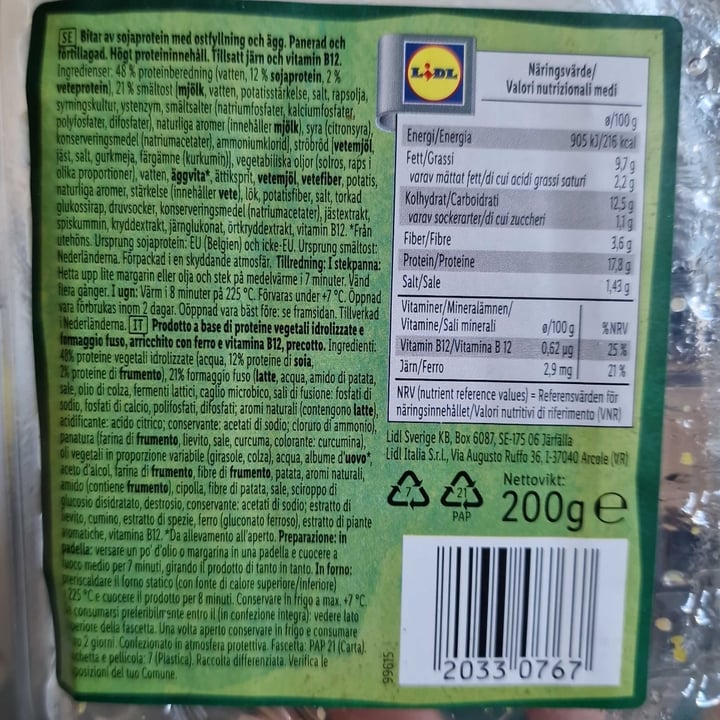 SE Bitar av sojaprotein med ostfyllning och ägg. Panerad och
förtillagad. Högt proteininnehåll. Tillsatt järn och vitamin B12.
Ingredienser: 48 % proteinberedning (vatten, 12 % sojaprotein, 2 %
veteprotein), 21 % smältost (mjölk, vatten, potatisstärkelse, salt, rapsolja,
syrningskultur, ystenzym, smältsalter (natriumfosfater, kalciumfosfater,
polyfosfater, difosfater), naturliga aromer (innehåller mjölk), syra (citronsyra),
konserveringsmedel (natriumacetater), ammoniumklorid), ströbröd (vetemjöl,
jäst, salt, gurkmeja, färgämne (kurkumin)), vegetabiliska oljor (solros, raps i
olika proportioner), vatten, äggvita*, ättiksprit, vetemjöl, vetefiber, potatis,
naturliga aromer, stärkelse (innehåller vete), lök, potatisfiber, salt, torkad
glukossirap, druvsocker, konserveringsmedel (natriumacetater), jästextrakt,
spiskummin, kryddextrakt, järnglukonat, örtkryddextrakt, vitamin B12. *Från
utehöns. Ursprung sojaprotein: EU (Belgien) och icke-EU. Ursprung smältost:
Nederländerna. Förpackad i en skyddande atmosfär. Tillredning: I stekpanna:
Hetta upp lite margarin eller olja och stek på medelvärme i 7 minuter. Vänd
flera gånger. I ugn: Värm i 8 minuter på 225 °C. Förvaras under +7 °C. Öppnad
vara förbrukas inom 2 dagar. Oöppnad vara bäst före: se framsidan. Tillverkad
i Nederländerna. IT Prodotto a base di proteine vegetali idrolizzate e
formaggio fuso, arricchito con ferro e vitamina B12, precotto. Ingredienti:
48% proteine vegetali idrolizzate (acqua, 12% proteine di soia,
2% proteine di frumento), 21% formaggio fuso (latte, acqua, amido di patata,
sale, olio di colza, fermenti lattici, caglio microbico, sali di fusione: fosfati di
sodio, fosfati di calcio, polifosfati, difosfati; aromi naturali (contengono latte),
acidificante: acido citrico; conservante: acetati di sodio; cloruro di ammonio),
panatura (farina di frumento, lievito, sale, curcuma, colorante: curcumina),
oli vegetali in proporzione variabile (girasole, colza), acqua, albume d'uovo*,
aceto d'alcol, farina di frumento, fibre di frumento, patata, aromi naturali,
amido (contiene frumento), cipolla, fibre di patata, sale, sciroppo di
glucosio disidratato, destrosio, conservante: acetati di sodio; estratto di
lievito, cumino, estratto di spezie, ferro (gluconato ferroso), estratto di piante
aromatiche, vitamina B12. *Da allevamento all'aperto. Preparazione: in
padella: versare un po' d'olio o margarina in una padella e cuocere a
fuoco medio per 7 minuti, girando il prodotto di tanto in tanto. In forno:
preriscaldare il forno statico (con fonte di calore superiore/inferiore)
a 225 °C e cuocere il prodotto per 8 minuti. Conservare in frigo a max. +7 °C.
Da consumarsi preferibilmente entro il (in confezione integra): vedere lato
superiore della fascetta. Una volta aperto conservare in frigo e consumare
entro 2 giorni. Confezionato in atmosfera protettiva. Fascetta: PAP 21 (Carta).
Vaschetta e pellicola: 7 (Plastica). Raccolta differenziata. Verifica le
disposizioni del tuo Comune.
LIDL
Näringsvärde/
Valori nutrizionali medi
ø/100 g
Energi/Energia 905 kJ/216 kcal
Fett/Grassi 9,7 g
varav mättat fett/di cui acidi grassi saturi 2,2 g
Kolhydrat/Carboidrati 12,5 g
varav sockerarter/di cui zuccheri 1,1 g
Fiber/Fibre 3,6 g
Protein/Proteine 17,8 g
Salt/Sale 1,43 g
Vitaminer/Mineralämnen/
Vitamine/Sali minerali ø/100 g %NRV
Vitamin B12/Vitamina B 12 0,62 µg 25 %
Järn/Ferro 2,9 mg 21 %
NRV (nutrient reference values) = Referensvärden för
näringsinnehållet/Valori nutritivi di riferimento (VNR)
Lidl Sverige KB, Box 6087, SE-175 06 Järfälla
Lidl Italia S.r.l., Via Augusto Ruffo 36, I-37040 Arcole (VR)
7
21
PAP
Nettovikt:
200g e
99615
2033 0767